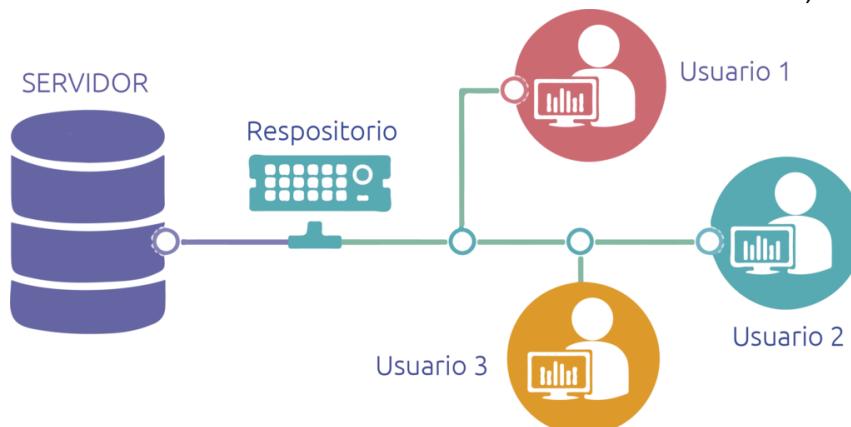 SERVIDOR
Respositorio
Usuario 1
Usuario 2
Usuario 3